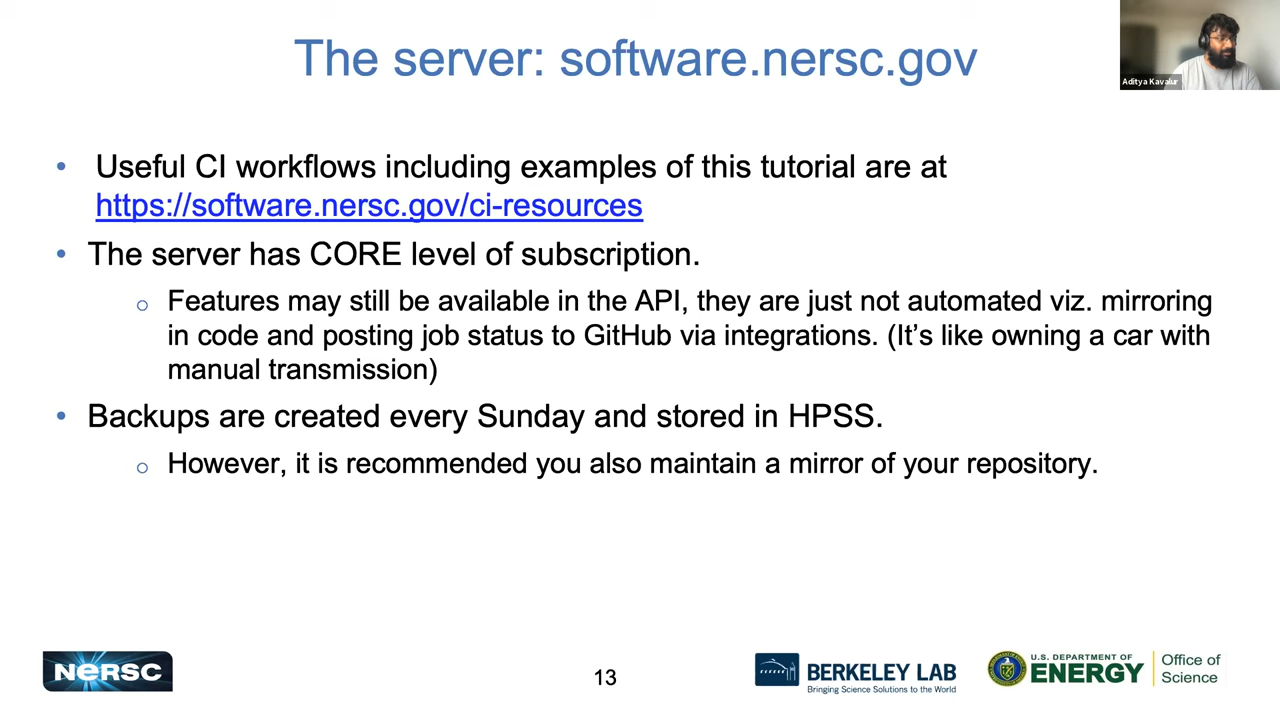 The server: software.nersc.gov
Aditya Kavalur
• Useful CI workflows including examples of this tutorial are at
https://software.nersc.gov/ci-resources
• The server has CORE level of subscription.
○ Features may still be available in the API, they are just not automated viz. mirroring
in code and posting job status to GitHub via integrations. (It’s like owning a car with
manual transmission)
• Backups are created every Sunday and stored in HPSS.
○ However, it is recommended you also maintain a mirror of your repository.
NERSC
13
BERKELEY LAB
Bringing Science Solutions to the World
U.S. DEPARTMENT OF
ENERGY
Office of
Science